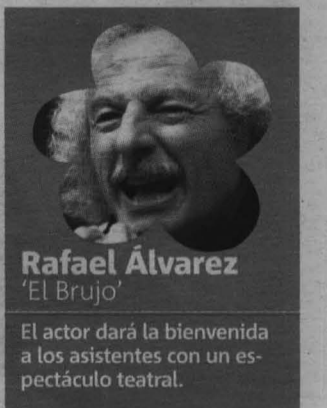 Rafael Álvarez
‘El Brujo’
El actor dará la bienvenida
a los asistentes con un es-
pectáculo teatral.